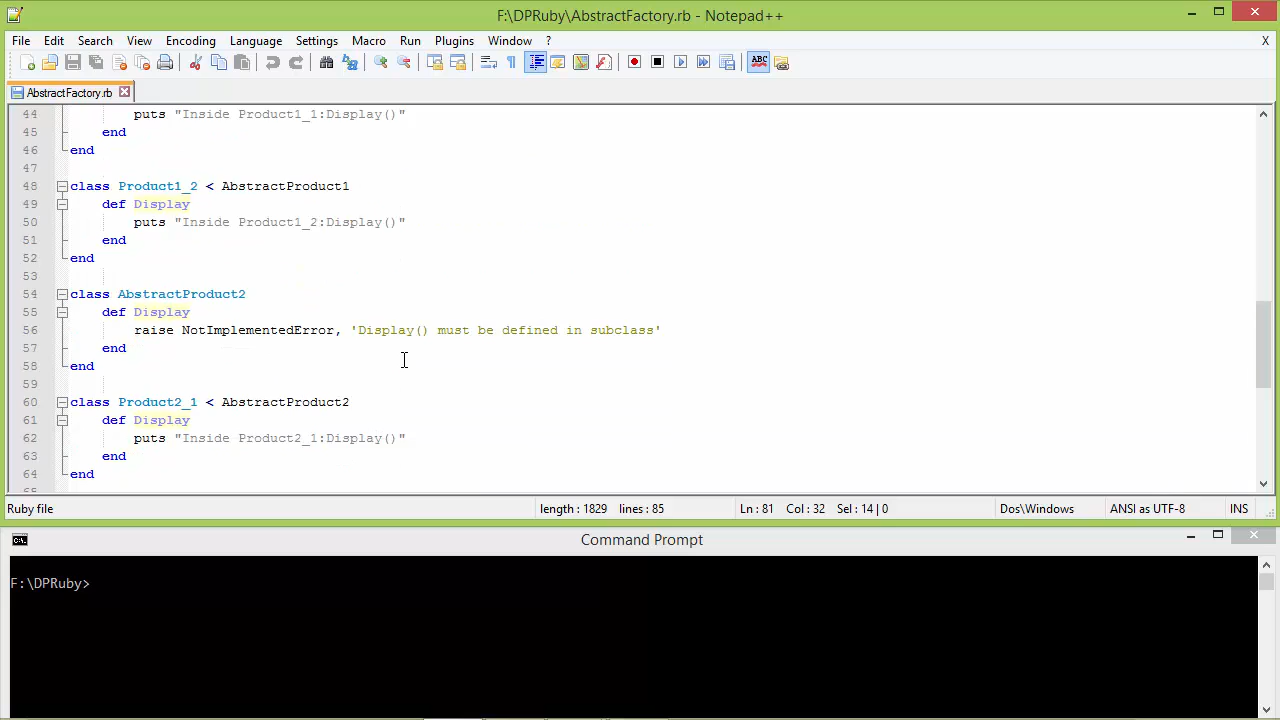 F:\DPRuby\AbstractFactory.rb - Notepad++
File Edit Search View Encoding Language Settings Macro Run Plugins Window ? X
AbstractFactory.rb
44 puts "Inside Product1_1:Display()"
45 end
46 end
47
48 class Product1_2 < AbstractProduct1
49 def Display
50 puts "Inside Product1_2:Display()"
51 end
52 end
53
54 class AbstractProduct2
55 def Display
56 raise NotImplementedError, 'Display() must be defined in subclass'
57 end
58 end
59
60 class Product2_1 < AbstractProduct2
61 def Display
62 puts "Inside Product2_1:Display()"
63 end
64 end
65
Ruby file length : 1829 lines : 85 Ln : 81 Col : 32 Sel : 14 | 0 Dos\Windows ANSI as UTF-8 INS
Command Prompt
F:\DPRuby>